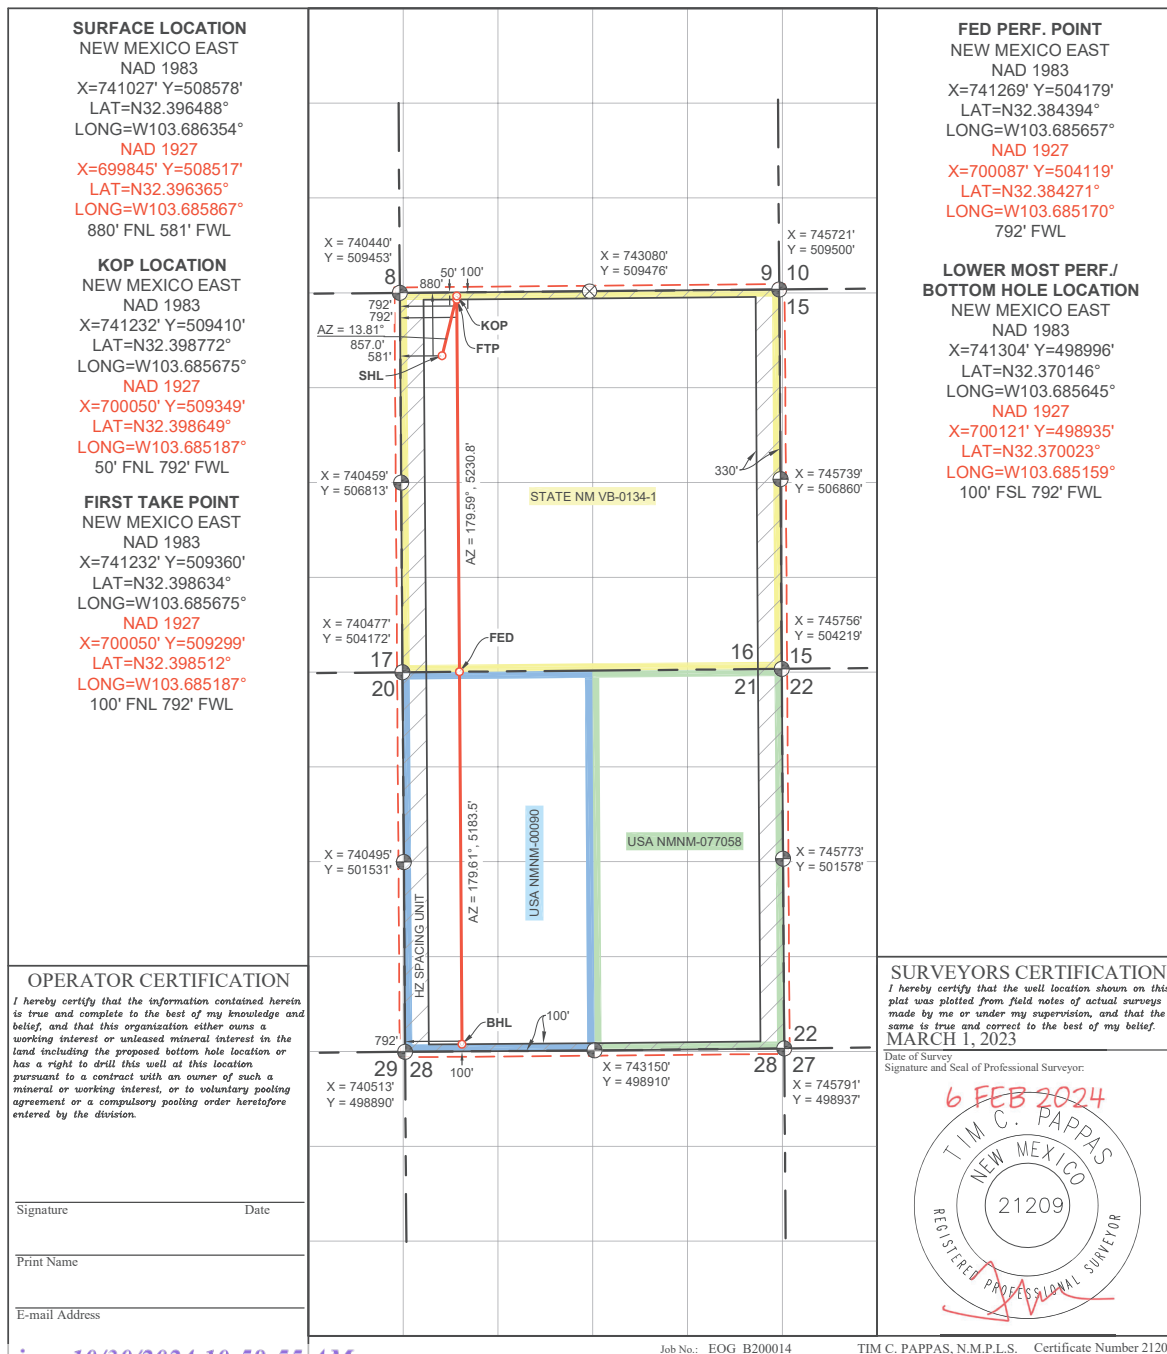 SURFACE LOCATION
NEW MEXICO EAST
NAD 1983
X=741027' Y=508578'
LAT=N32.396488°
LONG=W103.686354°
NAD 1927
X=699845' Y=508517'
LAT=N32.396365°
LONG=W103.685867°
880' FNL 581' FWL
KOP LOCATION
NEW MEXICO EAST
NAD 1983
X=741232' Y=509410'
LAT=N32.398772°
LONG=W103.685675°
NAD 1927
X=700050' Y=509349'
LAT=N32.398649°
LONG=W103.685187°
50' FNL 792' FWL
FIRST TAKE POINT
NEW MEXICO EAST
NAD 1983
X=741232' Y=509360'
LAT=N32.398634°
LONG=W103.685675°
NAD 1927
X=700050' Y=509299'
LAT=N32.398512°
LONG=W103.685187°
100' FNL 792' FWL
X = 740440'
Y = 509453'
X = 743080'
Y = 509476'
X = 745721'
Y = 509500'
8
9
10
15
50' 100'
880'
792'
792'
AZ = 13.81°
857.0'
581'
KOP
FTP
SHL
AZ = 179.59°, 5230.8'
330'
X = 740459'
Y = 506813'
STATE NM VB-0134-1
X = 745739'
Y = 506860'
X = 740477'
Y = 504172'
FED
X = 745756'
Y = 504219'
17
16
15
20
21
22
USA NMNM-00090
USA NMNM-077058
AZ = 179.61°, 5183.5'
X = 740495'
Y = 501531'
X = 745773'
Y = 501578'
HZ SPACING UNIT
792'
BHL
100'
100'
22
29
28
28
27
X = 740513'
Y = 498890'
X = 743150'
Y = 498910'
X = 745791'
Y = 498937'
FED PERF. POINT
NEW MEXICO EAST
NAD 1983
X=741269' Y=504179'
LAT=N32.384394°
LONG=W103.685657°
NAD 1927
X=700087' Y=504119'
LAT=N32.384271°
LONG=W103.685170°
792' FWL
LOWER MOST PERF./
BOTTOM HOLE LOCATION
NEW MEXICO EAST
NAD 1983
X=741304' Y=498996'
LAT=N32.370146°
LONG=W103.685645°
NAD 1927
X=700121' Y=498935'
LAT=N32.370023°
LONG=W103.685159°
100' FSL 792' FWL
OPERATOR CERTIFICATION
I hereby certify that the information contained herein
is true and complete to the best of my knowledge and
belief, and that this organization either owns a
working interest or unleased mineral interest in the
land including the proposed bottom hole location or
has a right to drill this well at this location
pursuant to a contract with an owner of such a
mineral or working interest, or to voluntary pooling
agreement or a compulsory pooling order heretofore
entered by the division.
Signature Date
Print Name
E-mail Address
SURVEYORS CERTIFICATION
I hereby certify that the well location shown on this
plat was plotted from field notes of actual surveys
made by me or under my supervision, and that the
same is true and correct to the best of my belief.
MARCH 1, 2023
Date of Survey
Signature and Seal of Professional Surveyor:
6 FEB 2024
TIM C. PAPPAS
NEW MEXICO
21209
REGISTERED PROFESSIONAL SURVEYOR
10/30/2024 10:59:55 AM
Job No.: EOG_B200014
TIM C. PAPPAS, N.M.P.L.S.
Certificate Number 2120